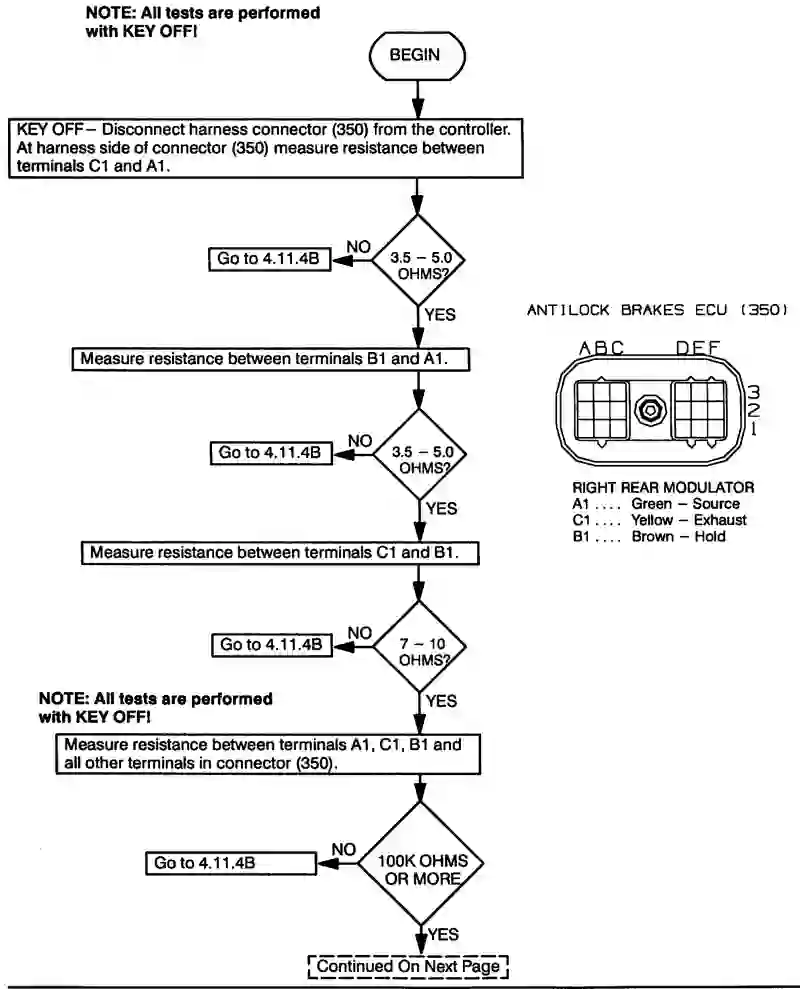 NOTE: All tests are performed
with KEY OFF!
BEGIN
KEY OFF – Disconnect harness connector (350) from the controller.
At harness side of connector (350) measure resistance between
terminals C1 and A1.
3.5 – 5.0
OHMS?
NO
Go to 4.11.4B
YES
Measure resistance between terminals B1 and A1.
3.5 – 5.0
OHMS?
NO
Go to 4.11.4B
YES
Measure resistance between terminals C1 and B1.
7 – 10
OHMS?
NO
Go to 4.11.4B
YES
NOTE: All tests are performed
with KEY OFF!
Measure resistance between terminals A1, C1, B1 and
all other terminals in connector (350).
100K OHMS
OR MORE
NO
Go to 4.11.4B
YES
Continued On Next Page
ANTILOCK BRAKES ECU (350)
ABC DEF
3
2
1
RIGHT REAR MODULATOR
A1 .... Green – Source
C1 .... Yellow – Exhaust
B1 .... Brown – Hold